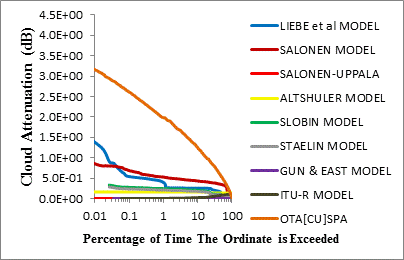 Cloud Attenuation (dB)
4.5E+00
4.0E+00
3.5E+00
3.0E+00
2.5E+00
2.0E+00
1.5E+00
1.0E+00
5.0E-01
0.0E+00
0.01 0.1 1 10 100
Percentage of Time The Ordinate is Exceeded
LIEBE et al MODEL
SALONEN MODEL
SALONEN-UPPALA
ALTSHULER MODEL
SLOBIN MODEL
STAELIN MODEL
GUN & EAST MODEL
ITU-R MODEL
OTA[CU]SPA